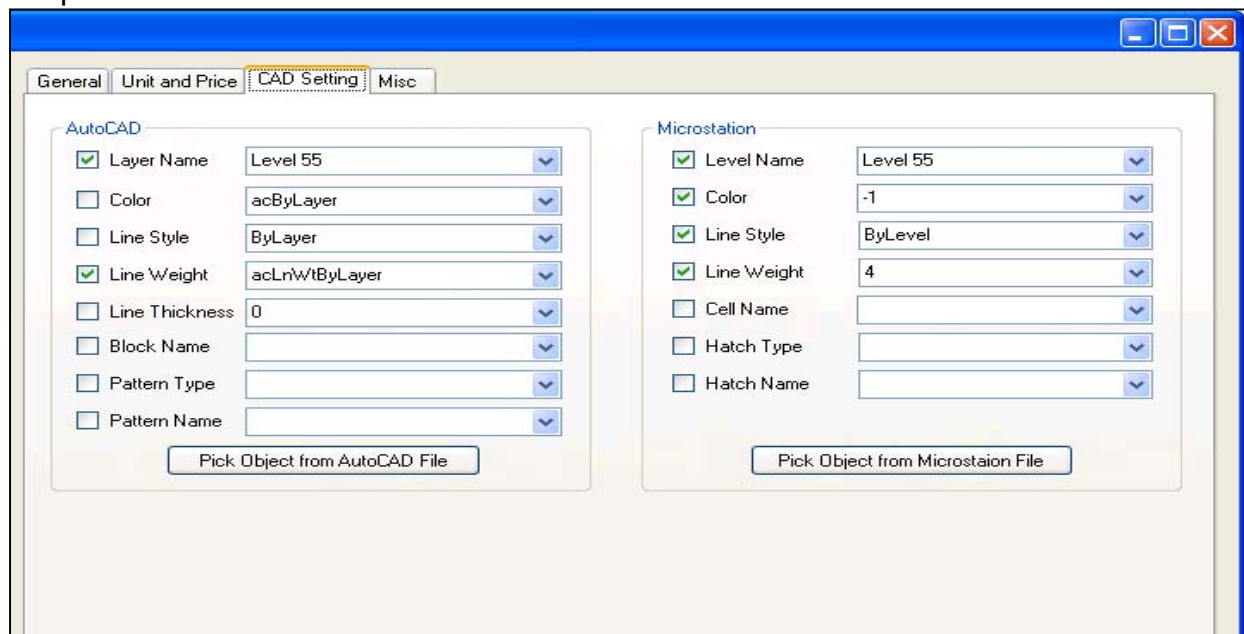 General Unit and Price CAD Setting Misc
AutoCAD
Layer Name Level 55
Color acByLayer
Line Style ByLayer
Line Weight acLnWtByLayer
Line Thickness 0
Block Name
Pattern Type
Pattern Name
Pick Object from AutoCAD File
Microstation
Level Name Level 55
Color -1
Line Style ByLevel
Line Weight 4
Cell Name
Hatch Type
Hatch Name
Pick Object from Microstaion File